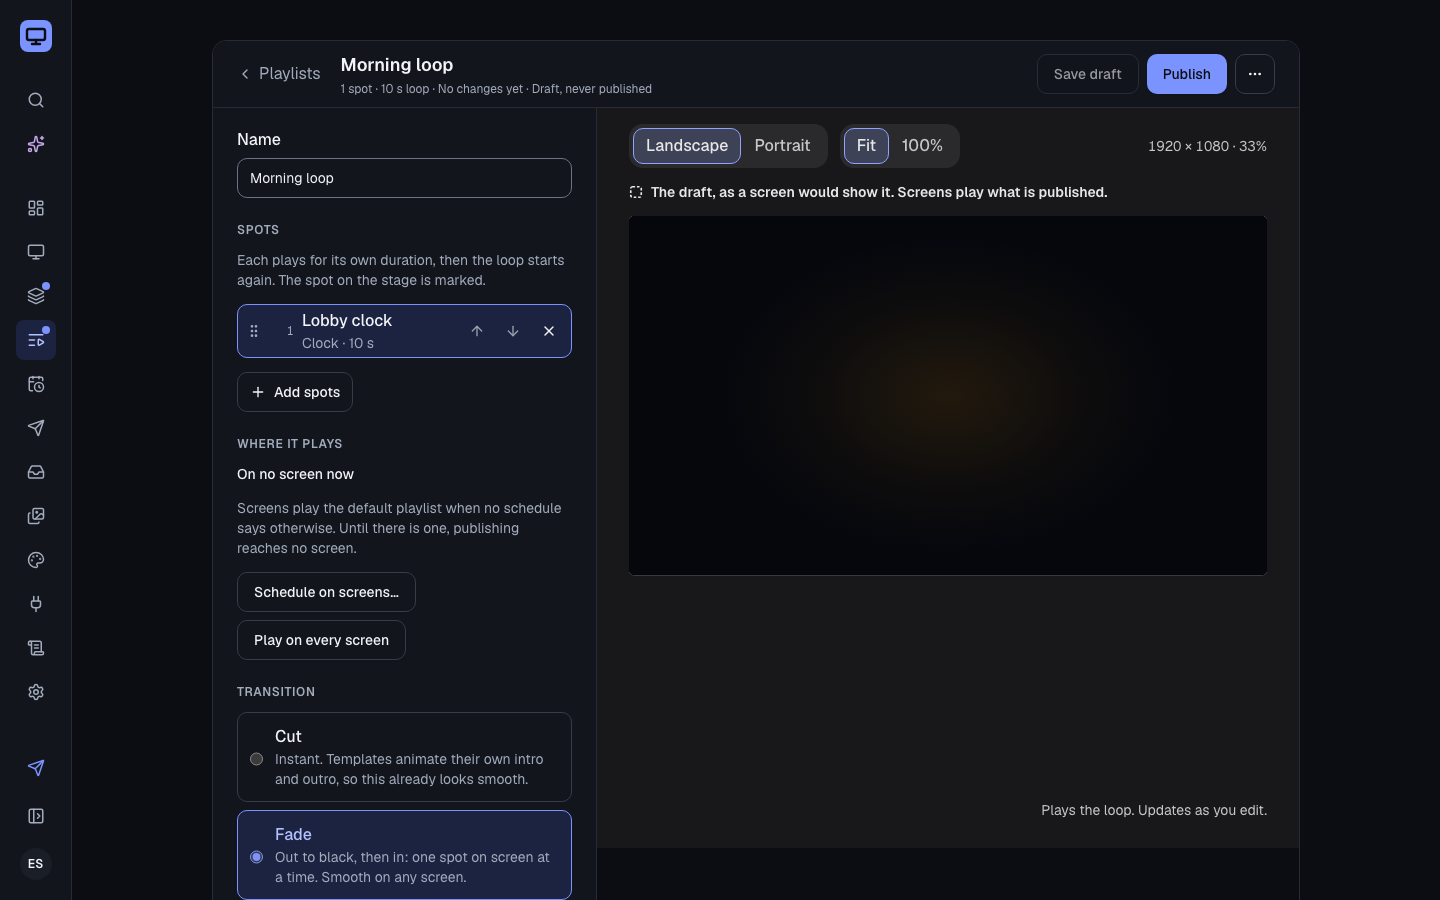 Playlists
Morning loop
1 spot · 10 s loop · No changes yet · Draft, never published
Save draft
Publish
Name
Morning loop
SPOTS
Each plays for its own duration, then the loop starts
again. The spot on the stage is marked.
1
Lobby clock
Clock · 10 s
Add spots
WHERE IT PLAYS
On no screen now
Screens play the default playlist when no schedule
says otherwise. Until there is one, publishing
reaches no screen.
Schedule on screens...
Play on every screen
TRANSITION
Cut
Instant. Templates animate their own intro
and outro, so this already looks smooth.
Fade
Out to black, then in: one spot on screen at
a time. Smooth on any screen.
Landscape
Portrait
Fit
100%
1920 × 1080 · 33%
The draft, as a screen would show it. Screens play what is published.
Plays the loop. Updates as you edit.
ES